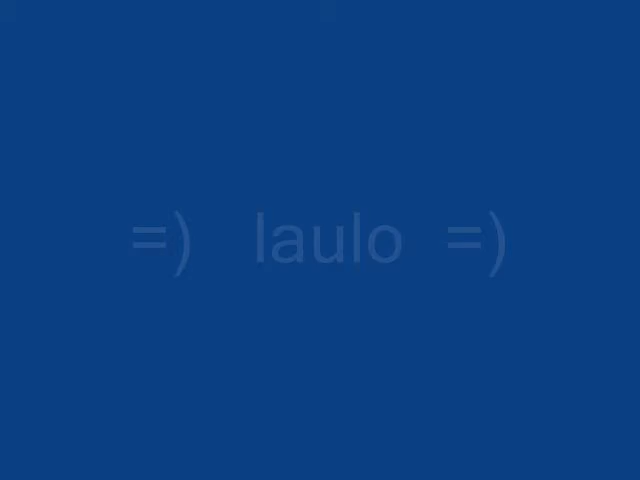 =) laulo =)